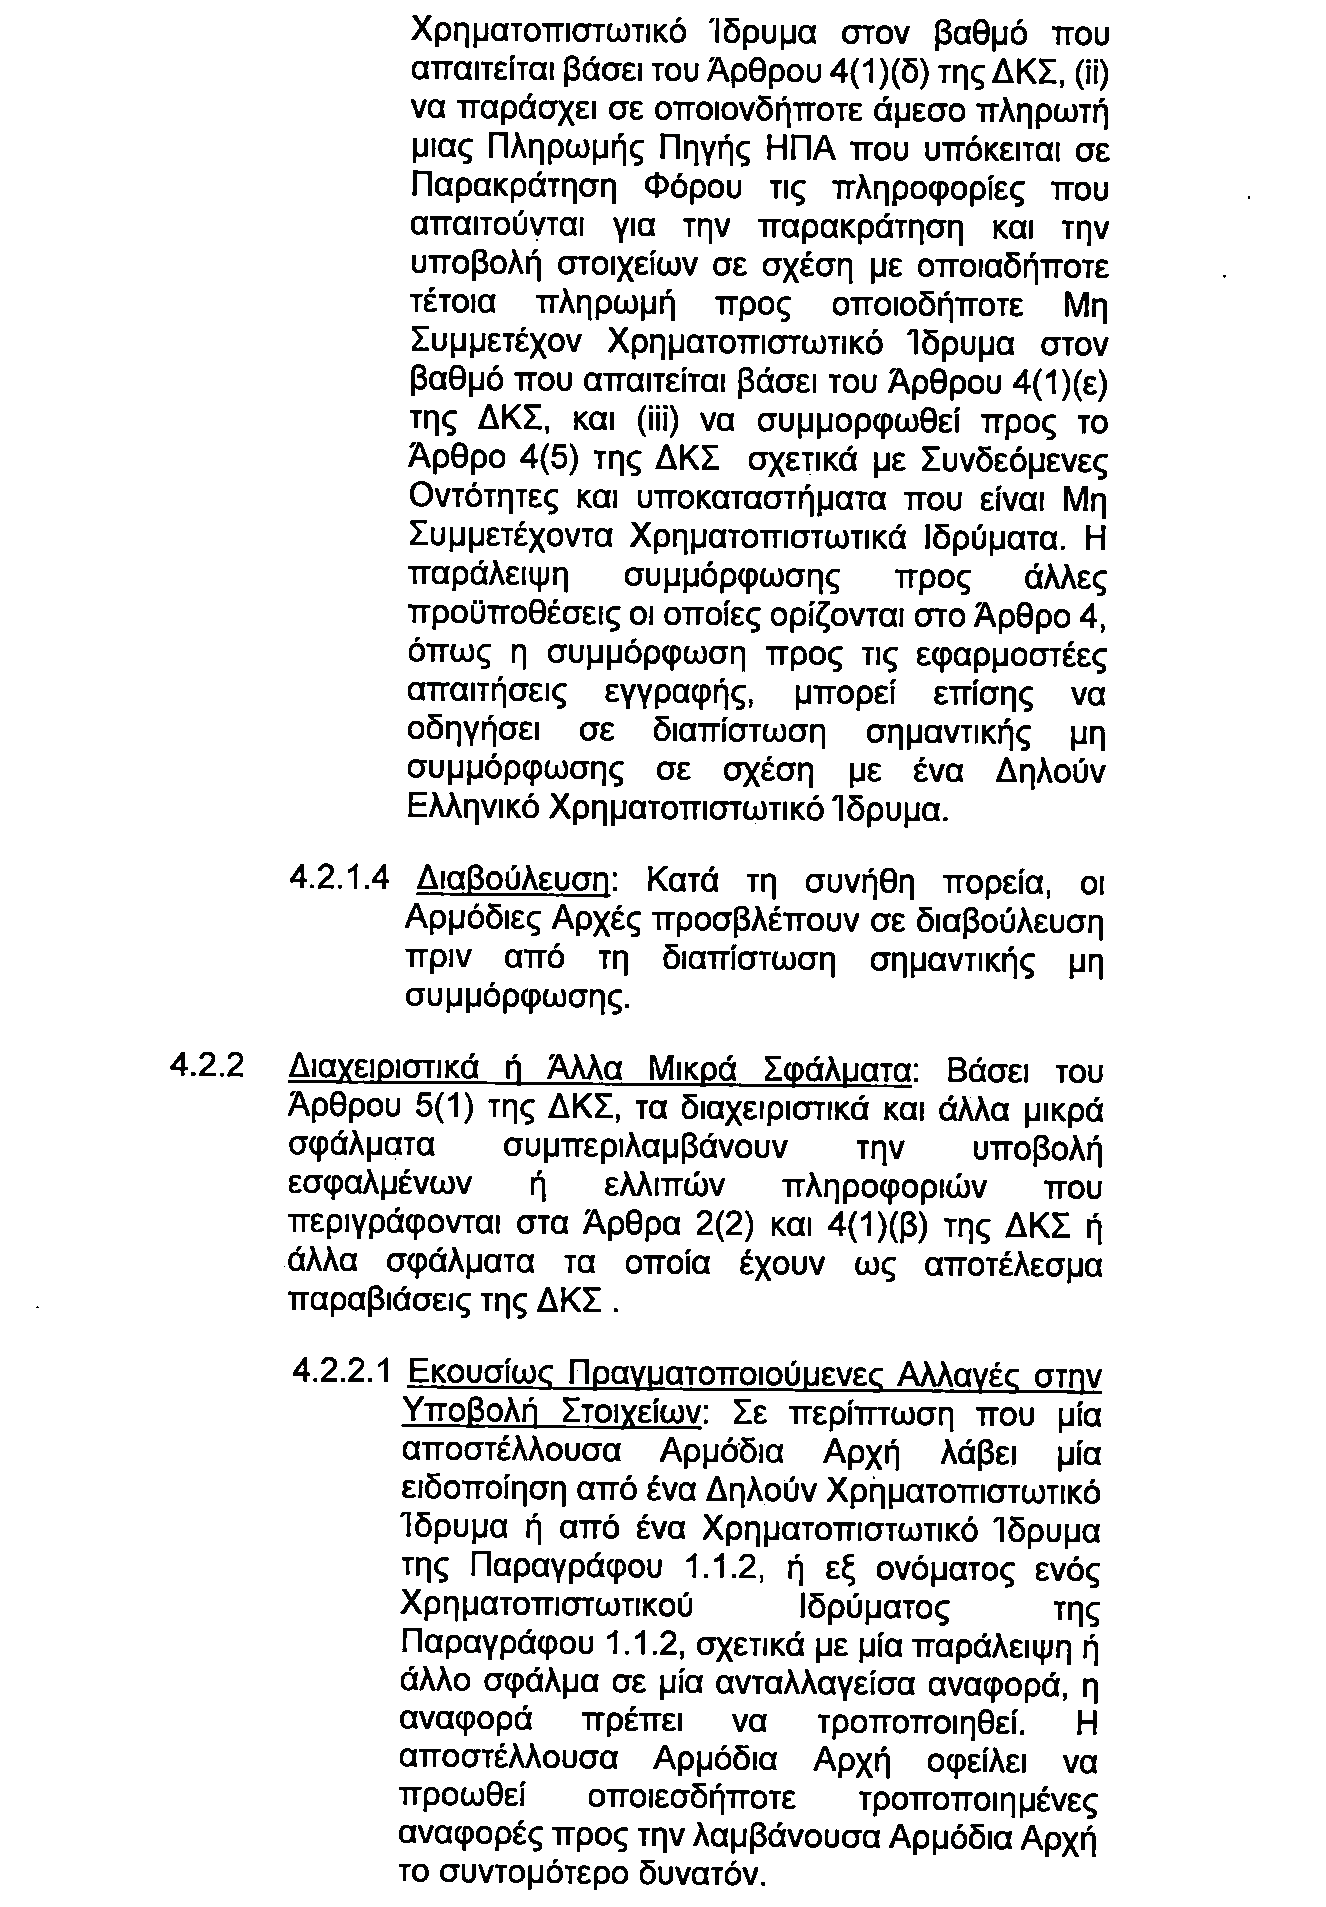 Χρηματοπιστωτικό Ίδρυμα στον βαθμό που
απαιτείται βάσει του Άρθρου 4(1)(δ) της ΔΚΣ, (ii)
να παράσχει σε οποιονδήποτε άμεσο πληρωτή
μιας Πληρωμής Πηγής ΗΠΑ που υπόκειται σε
Παρακράτηση Φόρου τις πληροφορίες που
απαιτούνται για την παρακράτηση και την
υποβολή στοιχείων σε σχέση με οποιαδήποτε
τέτοια πληρωμή προς οποιοδήποτε Μη
Συμμετέχον Χρηματοπιστωτικό Ίδρυμα στον
βαθμό που απαιτείται βάσει του Άρθρου 4(1)(ε)
της ΔΚΣ, και (iii) να συμμορφωθεί προς το
Άρθρο 4(5) της ΔΚΣ σχετικά με Συνδεόμενες
Οντότητες και υποκαταστήματα που είναι Μη
Συμμετέχοντα Χρηματοπιστωτικά Ιδρύματα. Η
παράλειψη συμμόρφωσης προς άλλες
προϋποθέσεις οι οποίες ορίζονται στο Άρθρο 4,
όπως η συμμόρφωση προς τις εφαρμοστέες
απαιτήσεις εγγραφής, μπορεί επίσης να
οδηγήσει σε διαπίστωση σημαντικής μη
συμμόρφωσης σε σχέση με ένα Δηλούν
Ελληνικό Χρηματοπιστωτικό Ίδρυμα.
4.2.1.4 Διαβούλευση: Κατά τη συνήθη πορεία, οι
Αρμόδιες Αρχές προσβλέπουν σε διαβούλευση
πριν από τη διαπίστωση σημαντικής μη
συμμόρφωσης.
4.2.2 Διαχειριστικά ή Άλλα Μικρά Σφάλματα: Βάσει του
Άρθρου 5(1) της ΔΚΣ, τα διαχειριστικά και άλλα μικρά
σφάλματα συμπεριλαμβάνουν την υποβολή
εσφαλμένων ή ελλιπών πληροφοριών που
περιγράφονται στα Άρθρα 2(2) και 4(1)(β) της ΔΚΣ ή
άλλα σφάλματα τα οποία έχουν ως αποτέλεσμα
παραβιάσεις της ΔΚΣ .
4.2.2.1 Εκουσίως Πραγματοποιούμενες Αλλαγές στην
Υποβολή Στοιχείων: Σε περίπτωση που μία
αποστέλλουσα Αρμόδια Αρχή λάβει μία
ειδοποίηση από ένα Δηλούν Χρηματοπιστωτικό
Ίδρυμα ή από ένα Χρηματοπιστωτικό Ίδρυμα
της Παραγράφου 1.1.2, ή εξ ονόματος ενός
Χρηματοπιστωτικού Ιδρύματος της
Παραγράφου 1.1.2, σχετικά με μία παράλειψη ή
άλλο σφάλμα σε μία ανταλλαγείσα αναφορά, η
αναφορά πρέπει να τροποποιηθεί. Η
αποστέλλουσα Αρμόδια Αρχή οφείλει να
προωθεί οποιεσδήποτε τροποποιημένες
αναφορές προς την λαμβάνουσα Αρμόδια Αρχή
το συντομότερο δυνατόν.